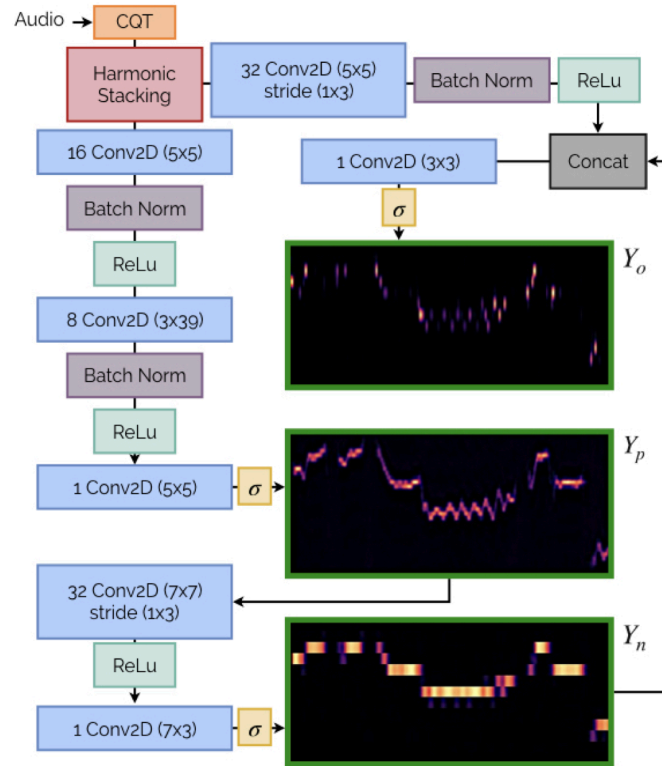 Audio
CQT
Harmonic
Stacking
32 Conv2D (5x5)
stride (1x3)
Batch Norm
ReLu
16 Conv2D (5x5)
Batch Norm
ReLu
8 Conv2D (3x39)
Batch Norm
ReLu
1 Conv2D (5x5)
σ
Concat
1 Conv2D (3x3)
σ
Yo
Yp
32 Conv2D (7x7)
stride (1x3)
ReLu
1 Conv2D (7x3)
σ
Yn